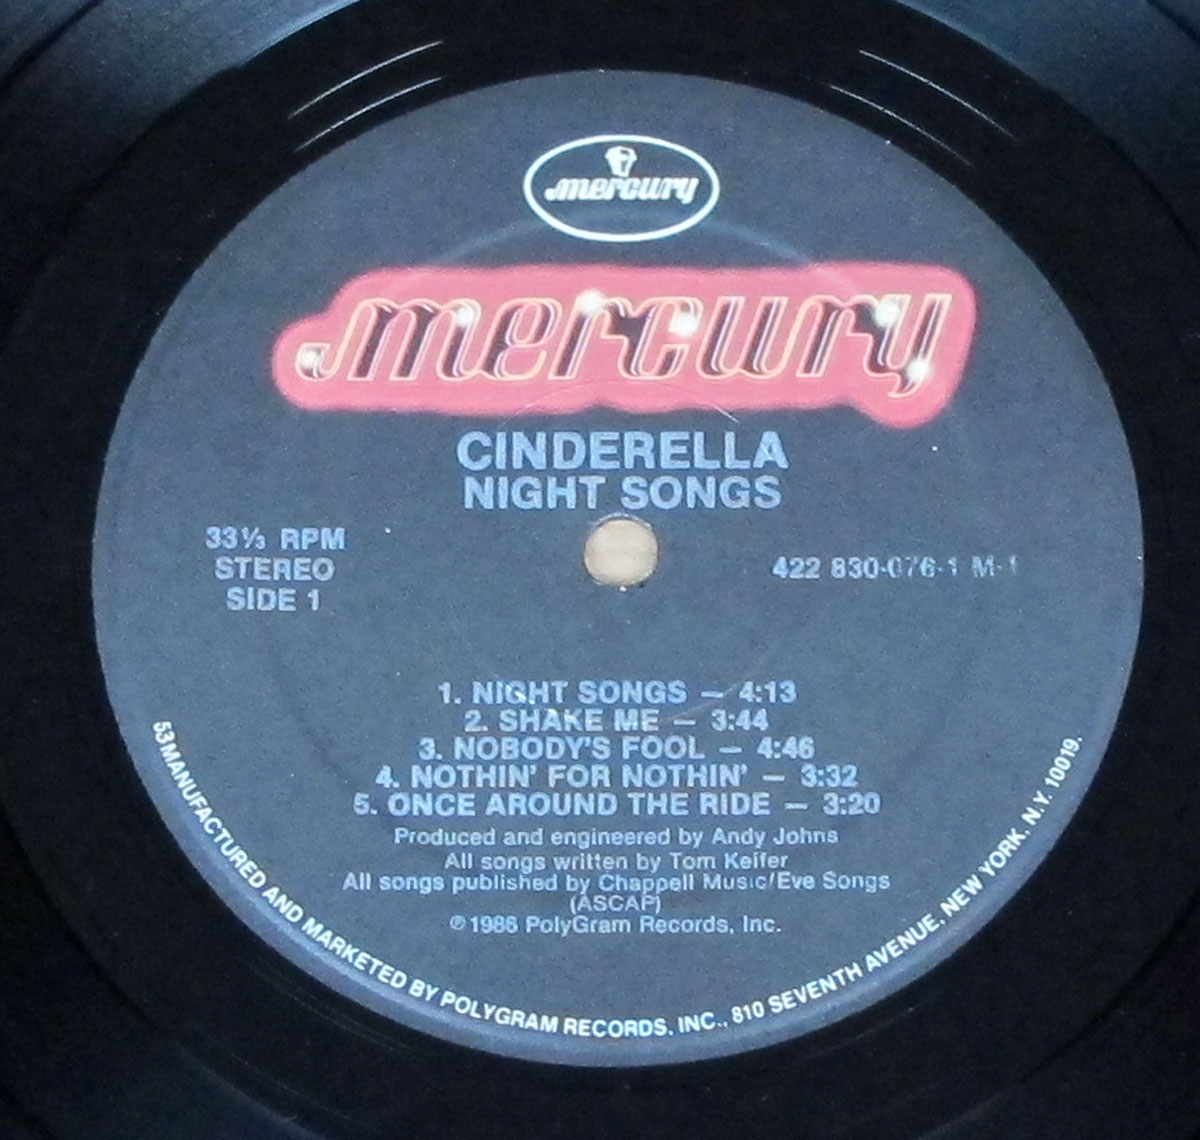 mercury
mercury
CINDERELLA
NIGHT SONGS
33⅓ RPM
STEREO
SIDE 1
422 830-076-1 M-1
1. NIGHT SONGS — 4:13
2. SHAKE ME — 3:44
3. NOBODY'S FOOL — 4:46
4. NOTHIN' FOR NOTHIN' — 3:32
5. ONCE AROUND THE RIDE — 3:20
Produced and engineered by Andy Johns
All songs written by Tom Keifer
All songs published by Chappell Music/Eve Songs
(ASCAP)
℗1986 PolyGram Records, Inc.
53 MANUFACTURED AND MARKETED BY POLYGRAM RECORDS, INC., 810 SEVENTH AVENUE, NEW YORK, N.Y. 10019.